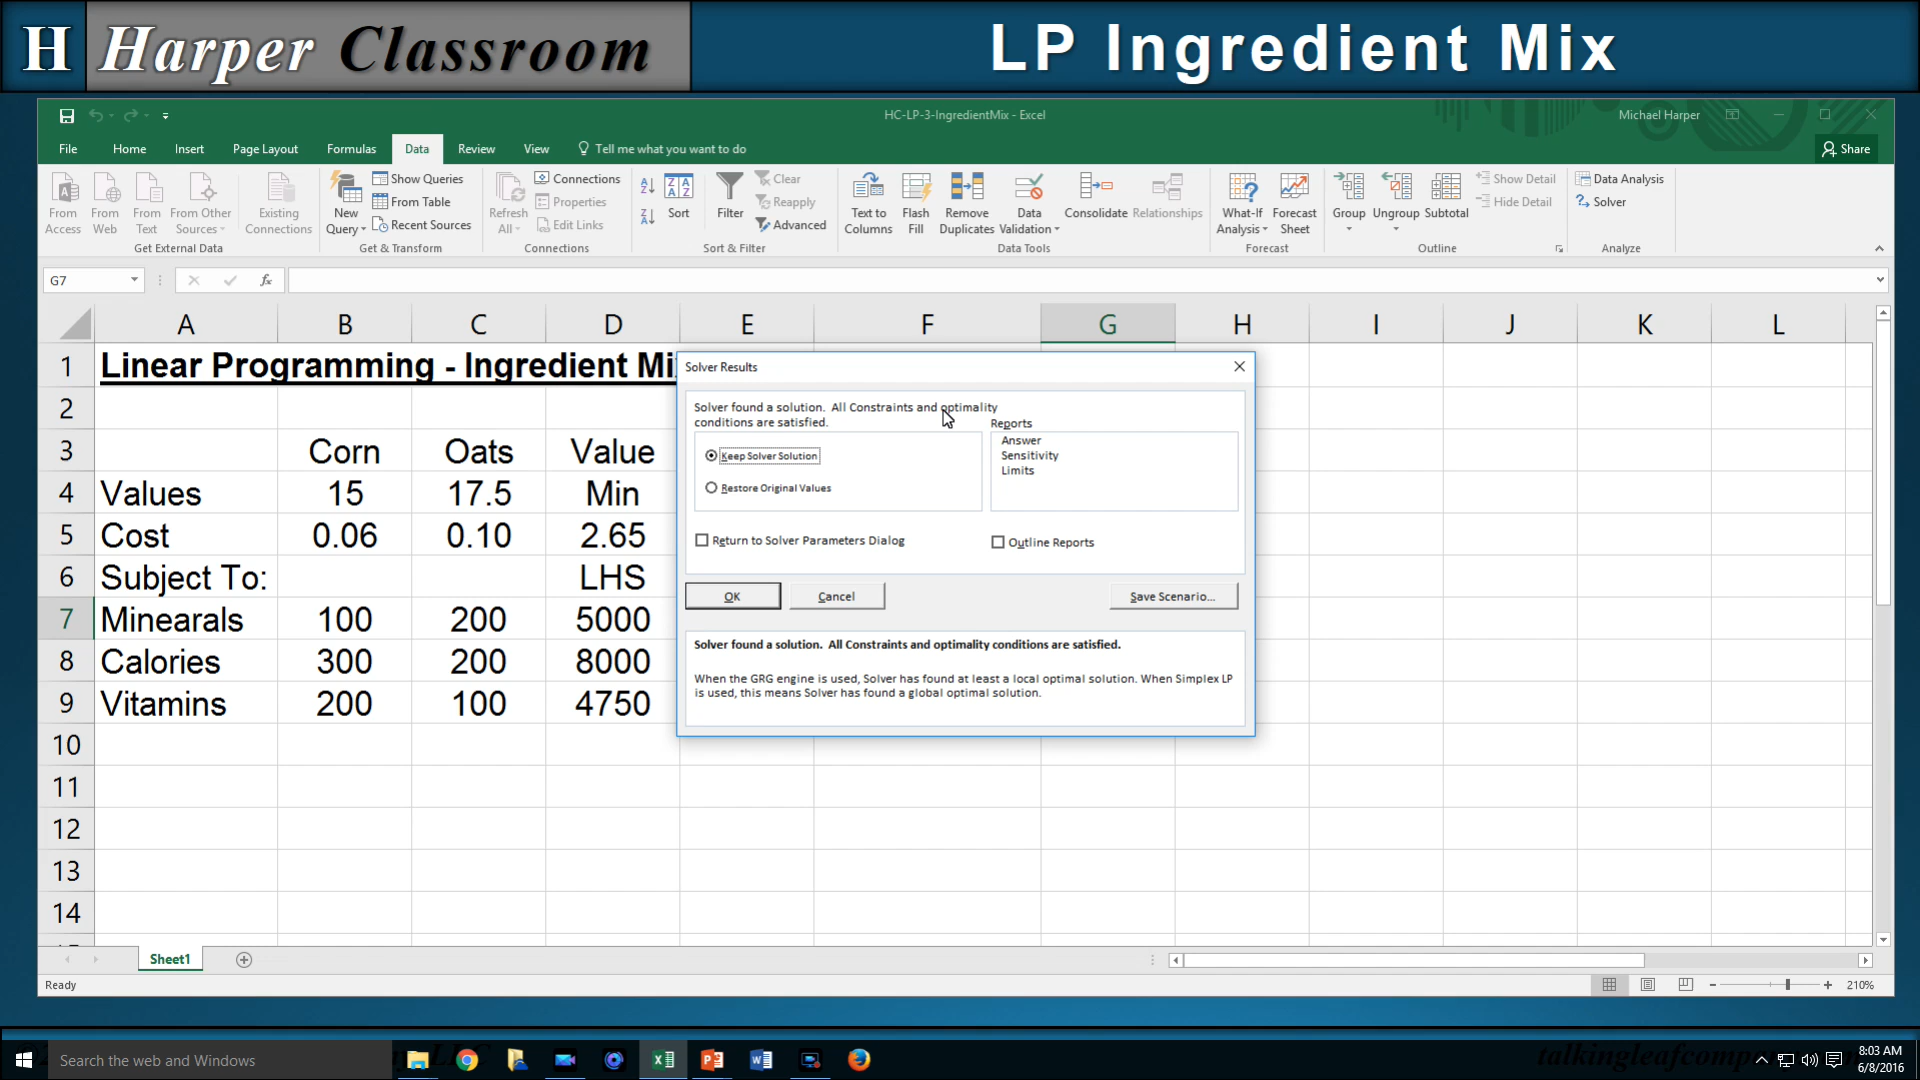 H Harper Classroom
LP Ingredient Mix
HC-LP-3-IngredientMix - Excel
Michael Harper
File Home Insert Page Layout Formulas Data Review View Tell me what you want to do
Share
From Access
From Web
From Text
From Other Sources
Existing Connections
Get External Data
New Query
Show Queries
From Table
Recent Sources
Get & Transform
Refresh All
Connections
Properties
Edit Links
Connections
Sort
Filter
Clear
Reapply
Advanced
Sort & Filter
Text to Columns
Flash Fill
Remove Duplicates
Data Validation
Consolidate
Relationships
Data Tools
What-If Analysis
Forecast Sheet
Forecast
Group
Ungroup
Subtotal
Show Detail
Hide Detail
Outline
Data Analysis
Solver
Analyze
G7
fx
A B C D E F G H I J K L
1 Linear Programming - Ingredient Mi
2
3 Corn Oats Value
4 Values 15 17.5 Min
5 Cost 0.06 0.10 2.65
6 Subject To: LHS
7 Minearals 100 200 5000
8 Calories 300 200 8000
9 Vitamins 200 100 4750
10
11
12
13
14
Solver Results
Solver found a solution. All Constraints and optimality
conditions are satisfied.
Keep Solver Solution
Restore Original Values
Reports
Answer
Sensitivity
Limits
Return to Solver Parameters Dialog
Outline Reports
OK
Cancel
Save Scenario...
Solver found a solution. All Constraints and optimality conditions are satisfied.
When the GRG engine is used, Solver has found at least a local optimal solution. When Simplex LP
is used, this means Solver has found a global optimal solution.
Sheet1
Ready
210%
Search the web and Windows
8:03 AM
6/8/2016